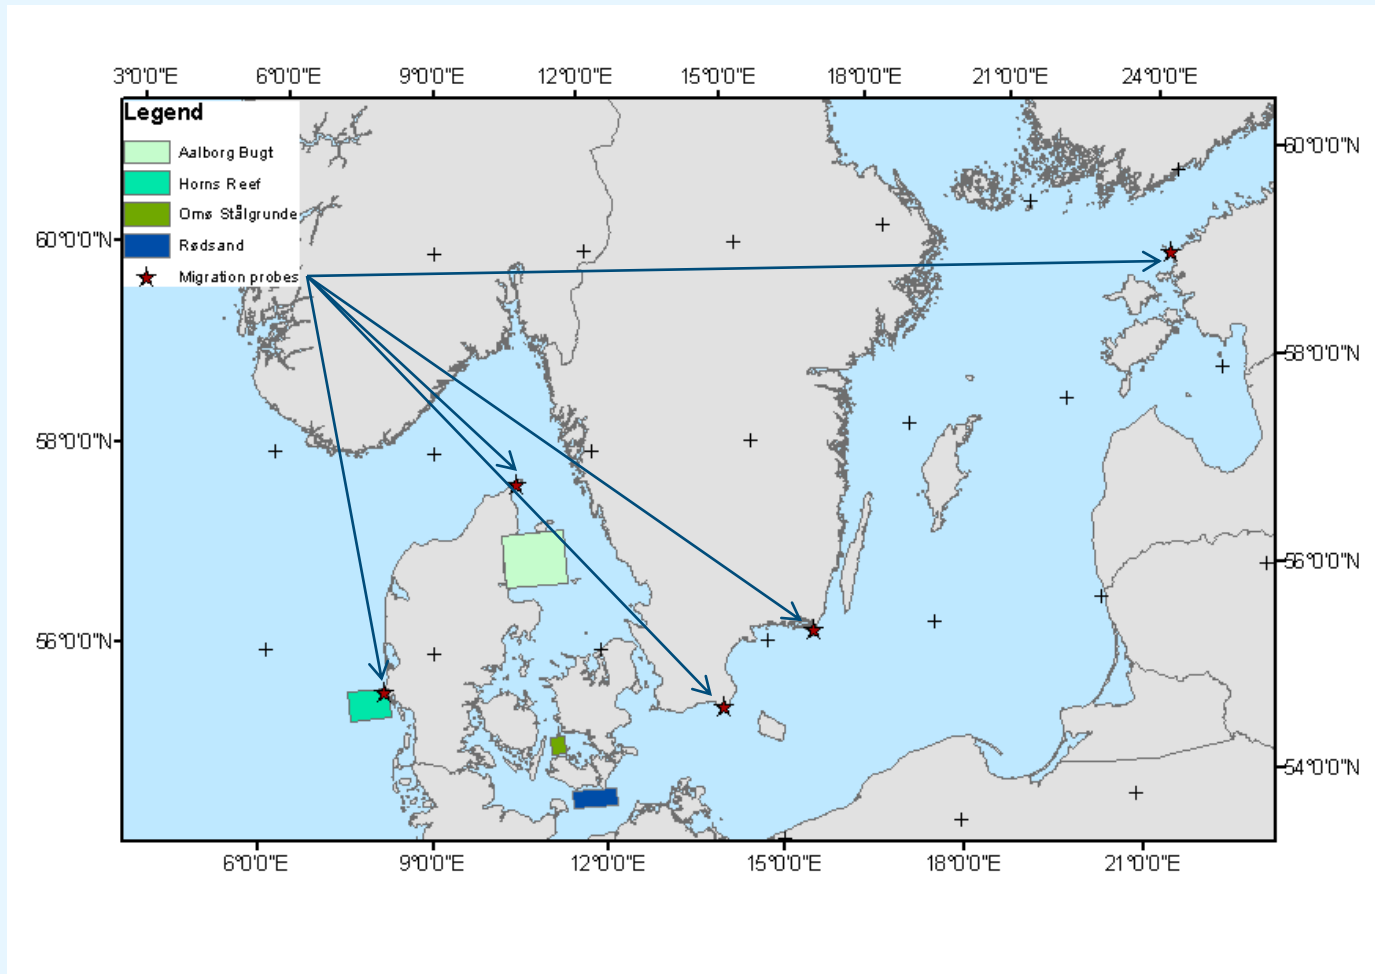 3°0'0"E 6°0'0"E 9°0'0"E 12°0'0"E 15°0'0"E 18°0'0"E 21°0'0"E 24°0'0"E
Legend
Aalborg Bugt
Horns Reef
Omø Stålgrunde
Rødsand
Migration probes
60°0'0"N
58°0'0"N
56°0'0"N
60°0'0"N
58°0'0"N
56°0'0"N
54°0'0"N
6°0'0"E 9°0'0"E 12°0'0"E 15°0'0"E 18°0'0"E 21°0'0"E